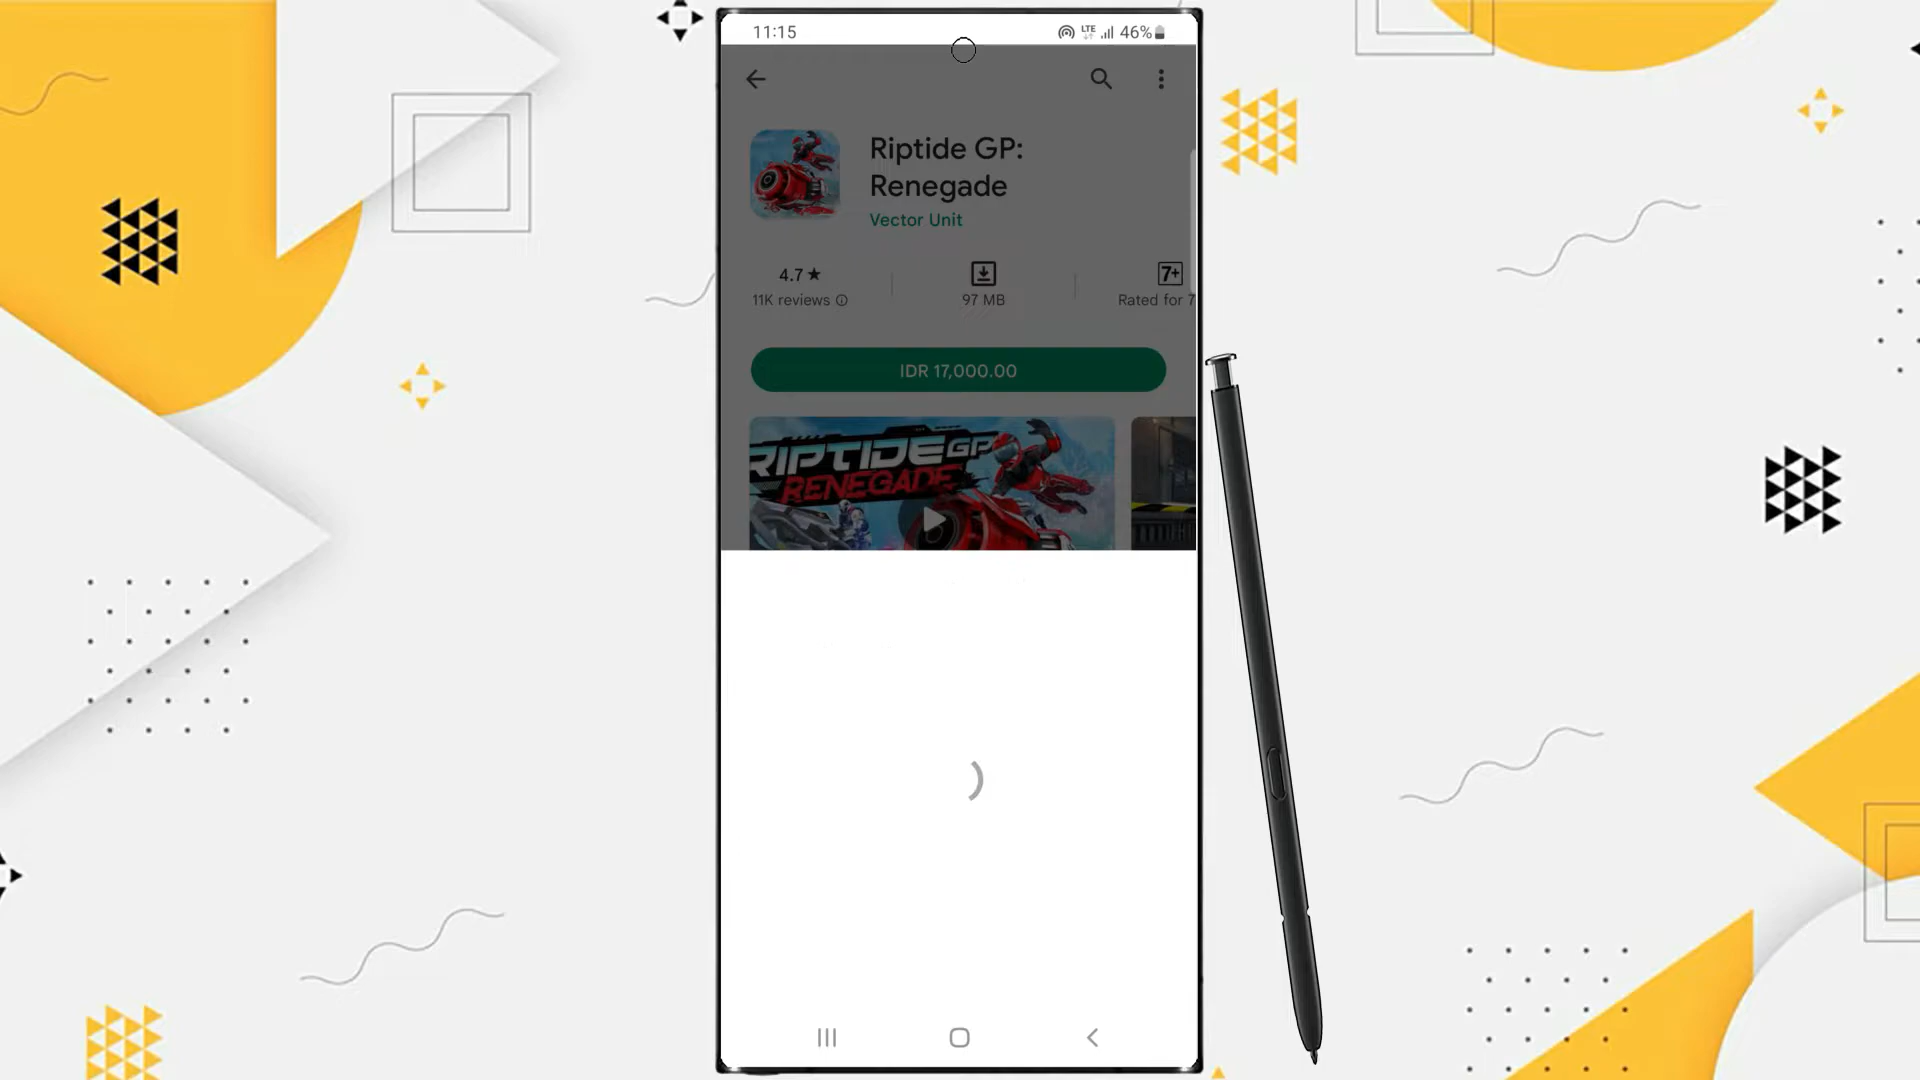 11:15
LTE 46%
Riptide GP:
Renegade
Vector Unit
4.7★
11K reviews
97 MB
7+
Rated for 7
IDR 17,000.00
RIPTIDE GP
RENEGADE